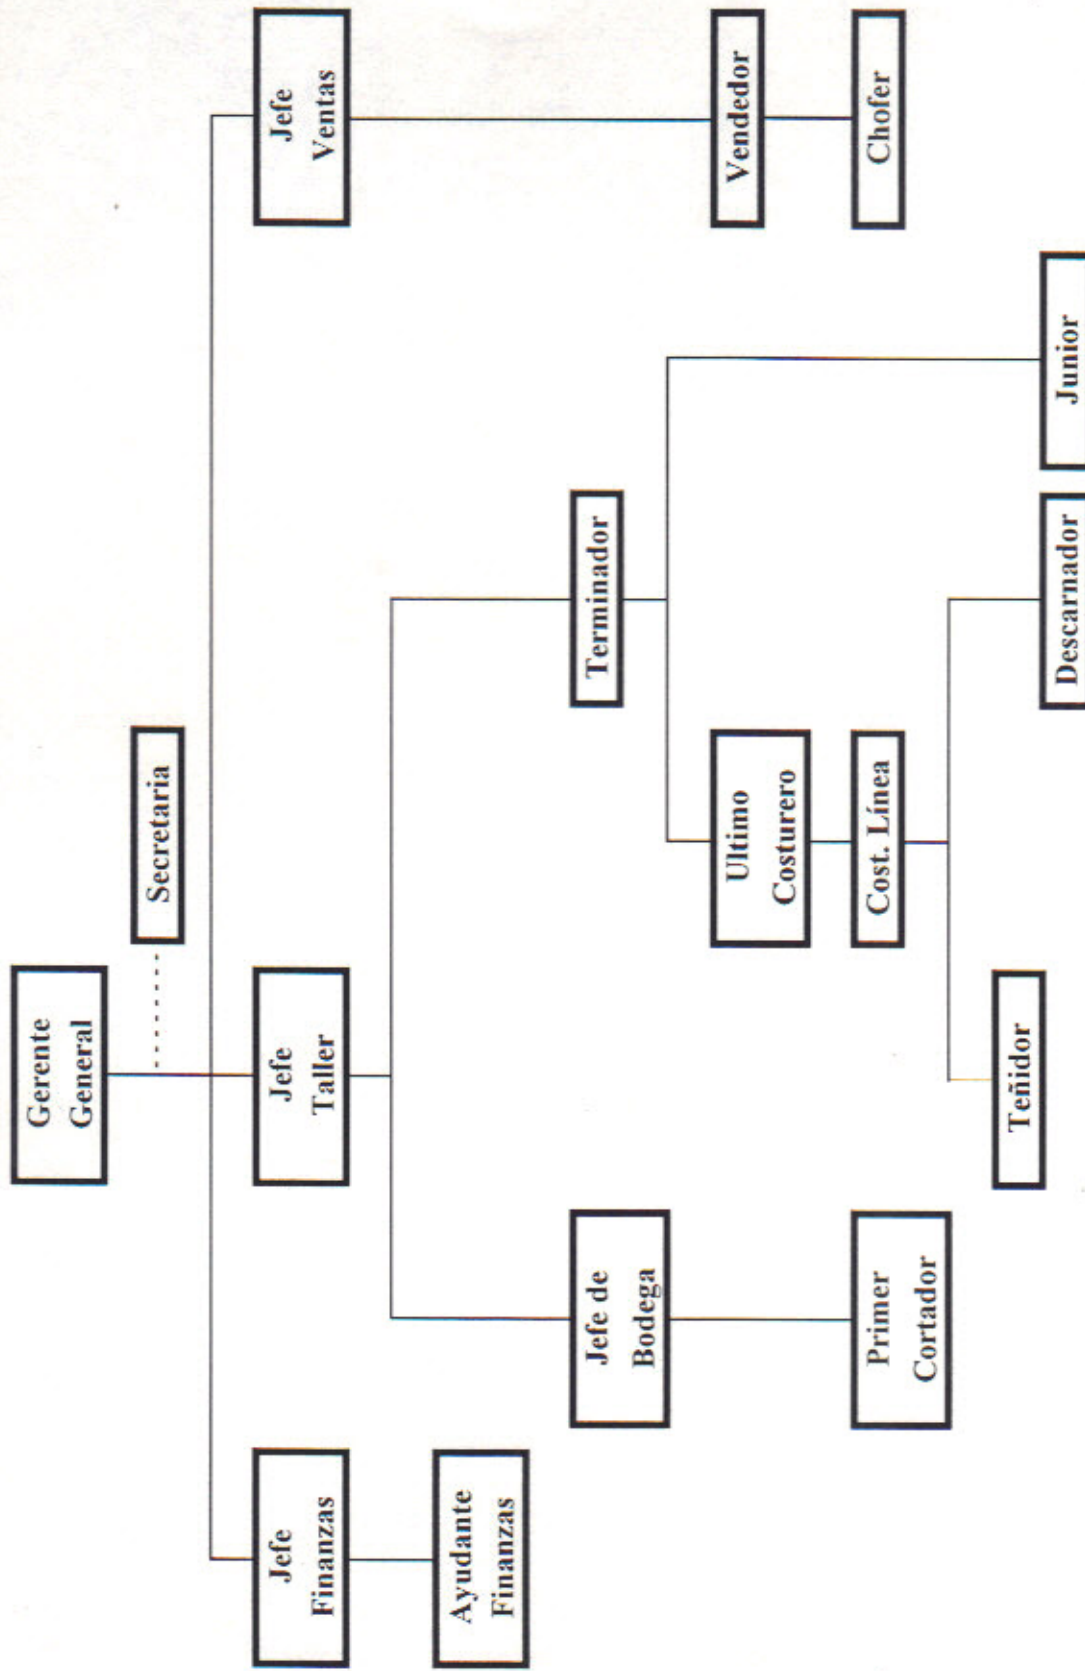 Gerente
General
Secretaria
Jefe
Finanzas
Jefe
Taller
Jefe
Ventas
Ayudante
Finanzas
Jefe de
Bodega
Terminador
Ultimo
Costurero
Vendedor
Primer
Cortador
Cost. Línea
Chofer
Teñidor
Descarnador
Junior